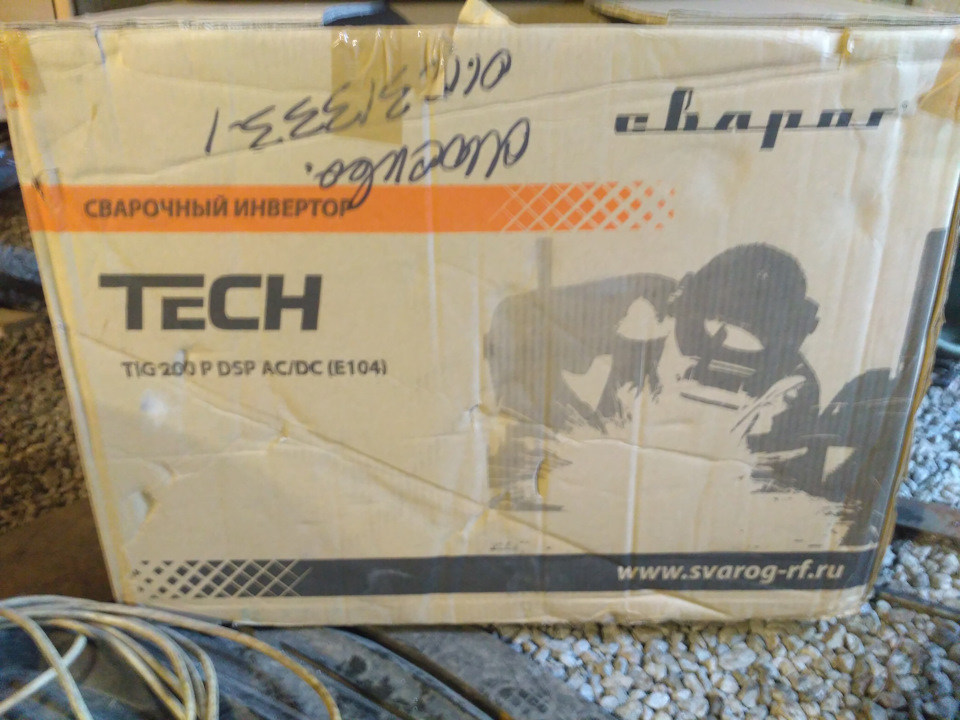 сварог
СВАРОЧНЫЙ ИНВЕРТОР
TECH
TIG 200 P DSP AC/DC (E104)
www.svarog-rf.ru